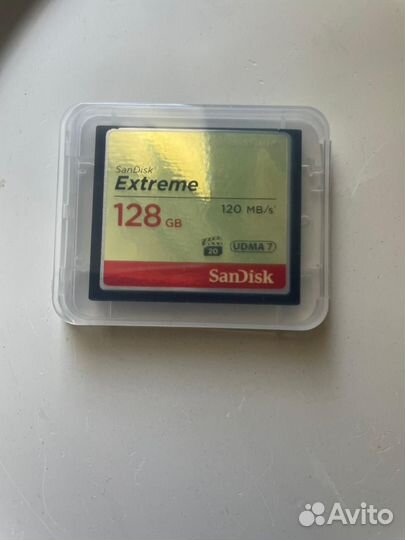 SanDisk
Extreme
128 GB 120 MB/s
20 UDMA 7
SanDisk
Avito